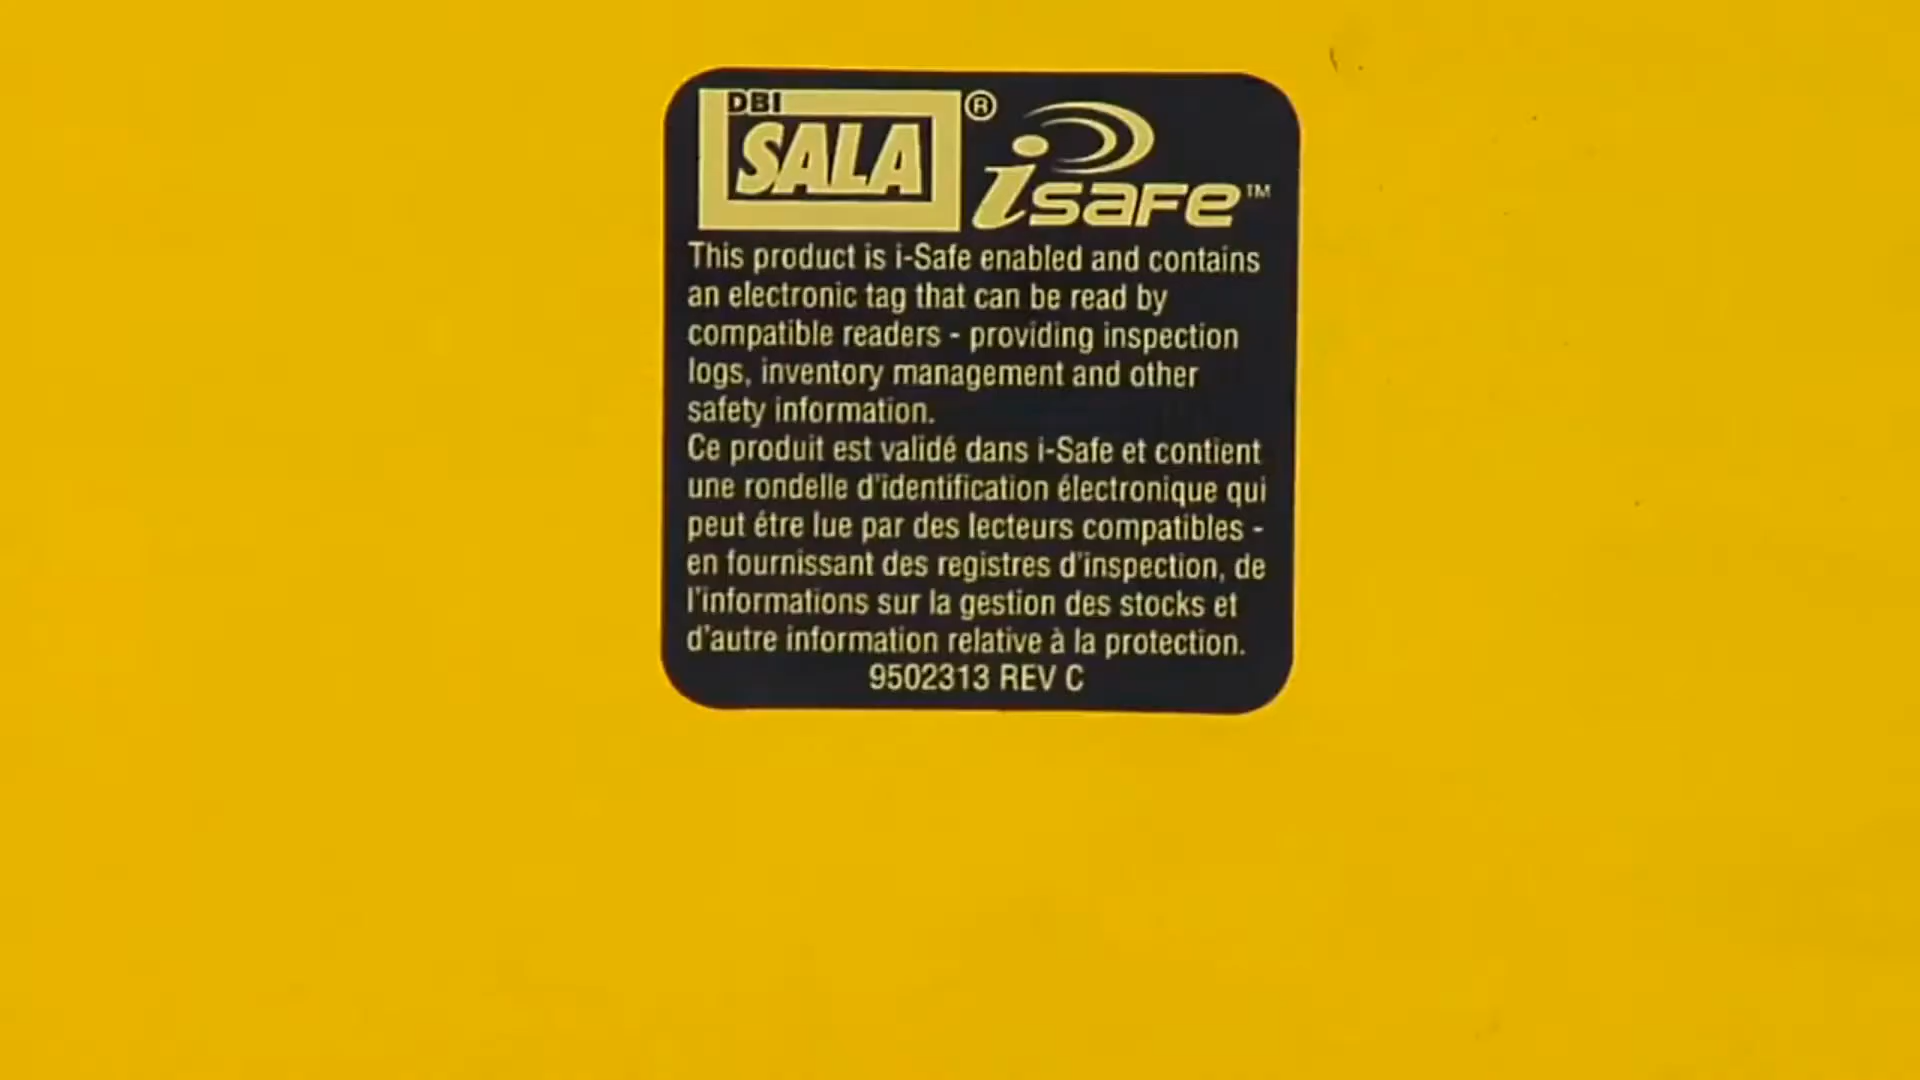 DBI
SALA®
isafe™
This product is i-Safe enabled and contains
an electronic tag that can be read by
compatible readers - providing inspection
logs, inventory management and other
safety information.
Ce produit est validé dans i-Safe et contient
une rondelle d'identification électronique qui
peut étre lue par des lecteurs compatibles -
en fournissant des registres d'inspection, de
l'informations sur la gestion des stocks et
d'autre information relative à la protection.
9502313 REV C